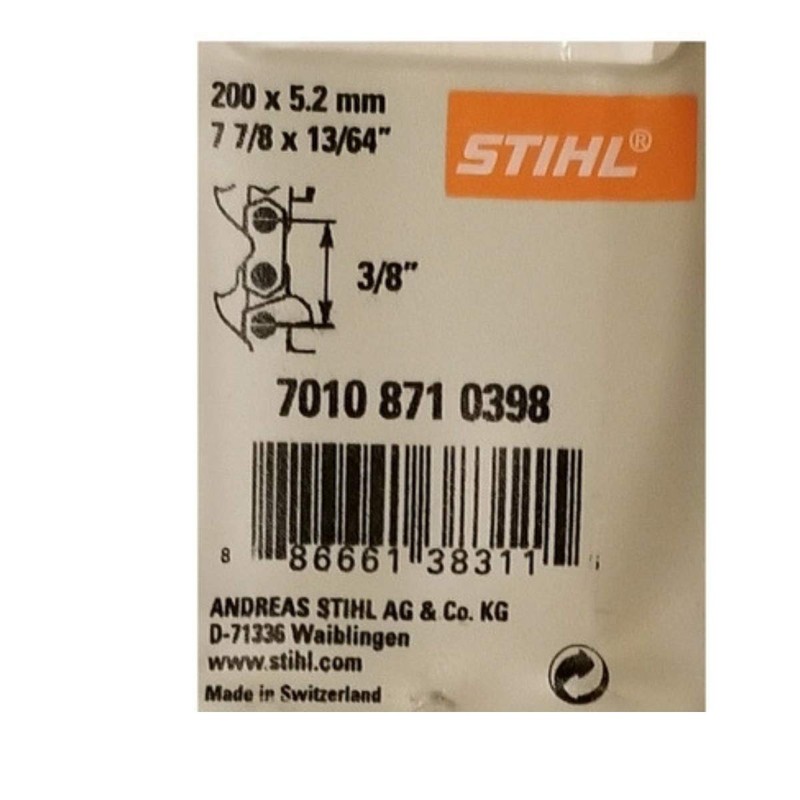 200 x 5.2 mm
7 7/8 x 13/64"
STIHL®
3/8"
7010 871 0398
8 86661 38311
ANDREAS STIHL AG & Co. KG
D-71336 Waiblingen
www.stihl.com
Made in Switzerland